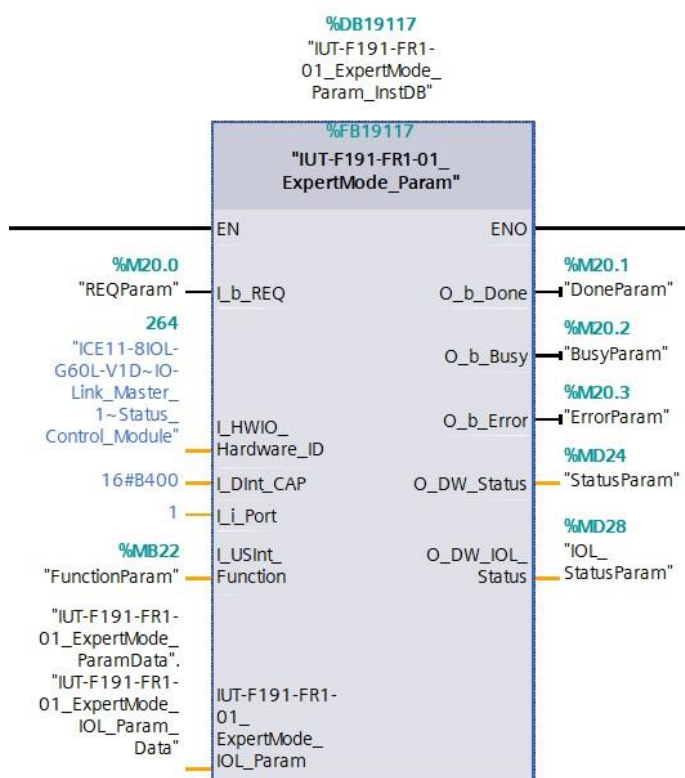 %DB19117
"IUT-F191-FR1-
01_ExpertMode_
Param_InstDB"
%FB19117
"IUT-F191-FR1-01_
ExpertMode_Param"
EN
ENO
%M20.0
"REQParam"
I_b_REQ
O_b_Done
%M20.1
"DoneParam"
264
"ICE11-8IOL-
G60L-V1D~IO-
Link_Master_
1~Status_
Control_Module"
I_HWIO_
Hardware_ID
O_b_Busy
%M20.2
"BusyParam"
O_b_Error
%M20.3
"ErrorParam"
16#B400
I_DInt_CAP
O_DW_Status
%MD24
"StatusParam"
1
I_i_Port
%MB22
"FunctionParam"
I_USInt_
Function
O_DW_IOL_
Status
%MD28
"IOL_
StatusParam"
"IUT-F191-FR1-
01_ExpertMode_
ParamData".
"IUT-F191-FR1-
01_ExpertMode_
IOL_Param_
Data"
IUT-F191-FR1-
01_
ExpertMode_
IOL_Param